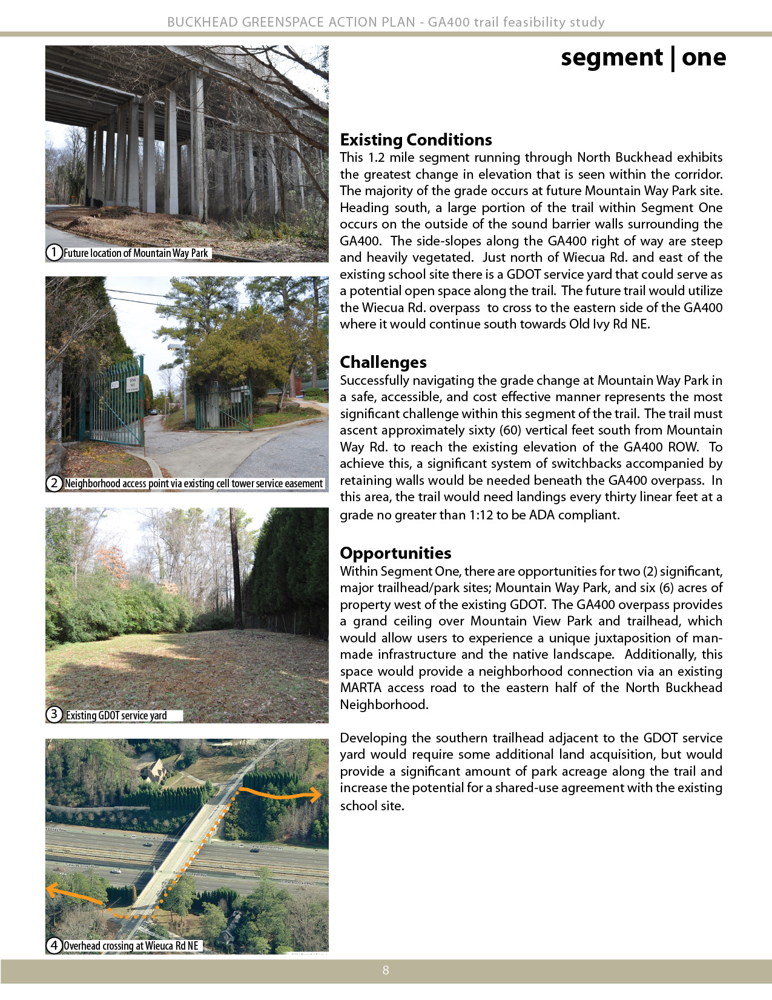 BUCKHEAD GREENSPACE ACTION PLAN - GA400 trail feasibility study
segment | one
1 Future location of Mountain Way Park
4115
2 Neighborhood access point via existing cell tower service easement
3 Existing GDOT service yard
Turner McDonald Pkwy
400
Turner McDonald Pkwy
Turner McDonald Pkwy
Turner McDonald Pkwy
Turner McDonald Pkwy
4 Overhead crossing at Wieuca Rd NE
Existing Conditions
This 1.2 mile segment running through North Buckhead exhibits
the greatest change in elevation that is seen within the corridor.
The majority of the grade occurs at future Mountain Way Park site.
Heading south, a large portion of the trail within Segment One
occurs on the outside of the sound barrier walls surrounding the
GA400. The side-slopes along the GA400 right of way are steep
and heavily vegetated. Just north of Wiecua Rd. and east of the
existing school site there is a GDOT service yard that could serve as
a potential open space along the trail. The future trail would utilize
the Wiecua Rd. overpass to cross to the eastern side of the GA400
where it would continue south towards Old Ivy Rd NE.
Challenges
Successfully navigating the grade change at Mountain Way Park in
a safe, accessible, and cost effective manner represents the most
significant challenge within this segment of the trail. The trail must
ascent approximately sixty (60) vertical feet south from Mountain
Way Rd. to reach the existing elevation of the GA400 ROW. To
achieve this, a significant system of switchbacks accompanied by
retaining walls would be needed beneath the GA400 overpass. In
this area, the trail would need landings every thirty linear feet at a
grade no greater than 1:12 to be ADA compliant.
Opportunities
Within Segment One, there are opportunities for two (2) significant,
major trailhead/park sites; Mountain Way Park, and six (6) acres of
property west of the existing GDOT. The GA400 overpass provides
a grand ceiling over Mountain View Park and trailhead, which
would allow users to experience a unique juxtaposition of man-
made infrastructure and the native landscape. Additionally, this
space would provide a neighborhood connection via an existing
MARTA access road to the eastern half of the North Buckhead
Neighborhood.
Developing the southern trailhead adjacent to the GDOT service
yard would require some additional land acquisition, but would
provide a significant amount of park acreage along the trail and
increase the potential for a shared-use agreement with the existing
school site.
8